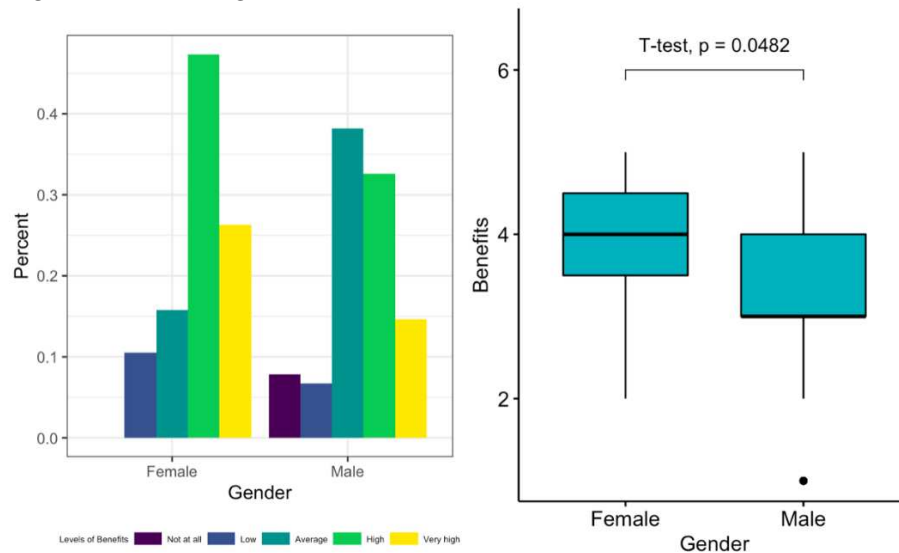 0.4
0.3
0.2
0.1
0.0
Percent
Female Male
Gender
Levels of Benefits Not at all Low Average High Very high
T-test, p = 0.0482
6
4
2
Benefits
Female Male
Gender